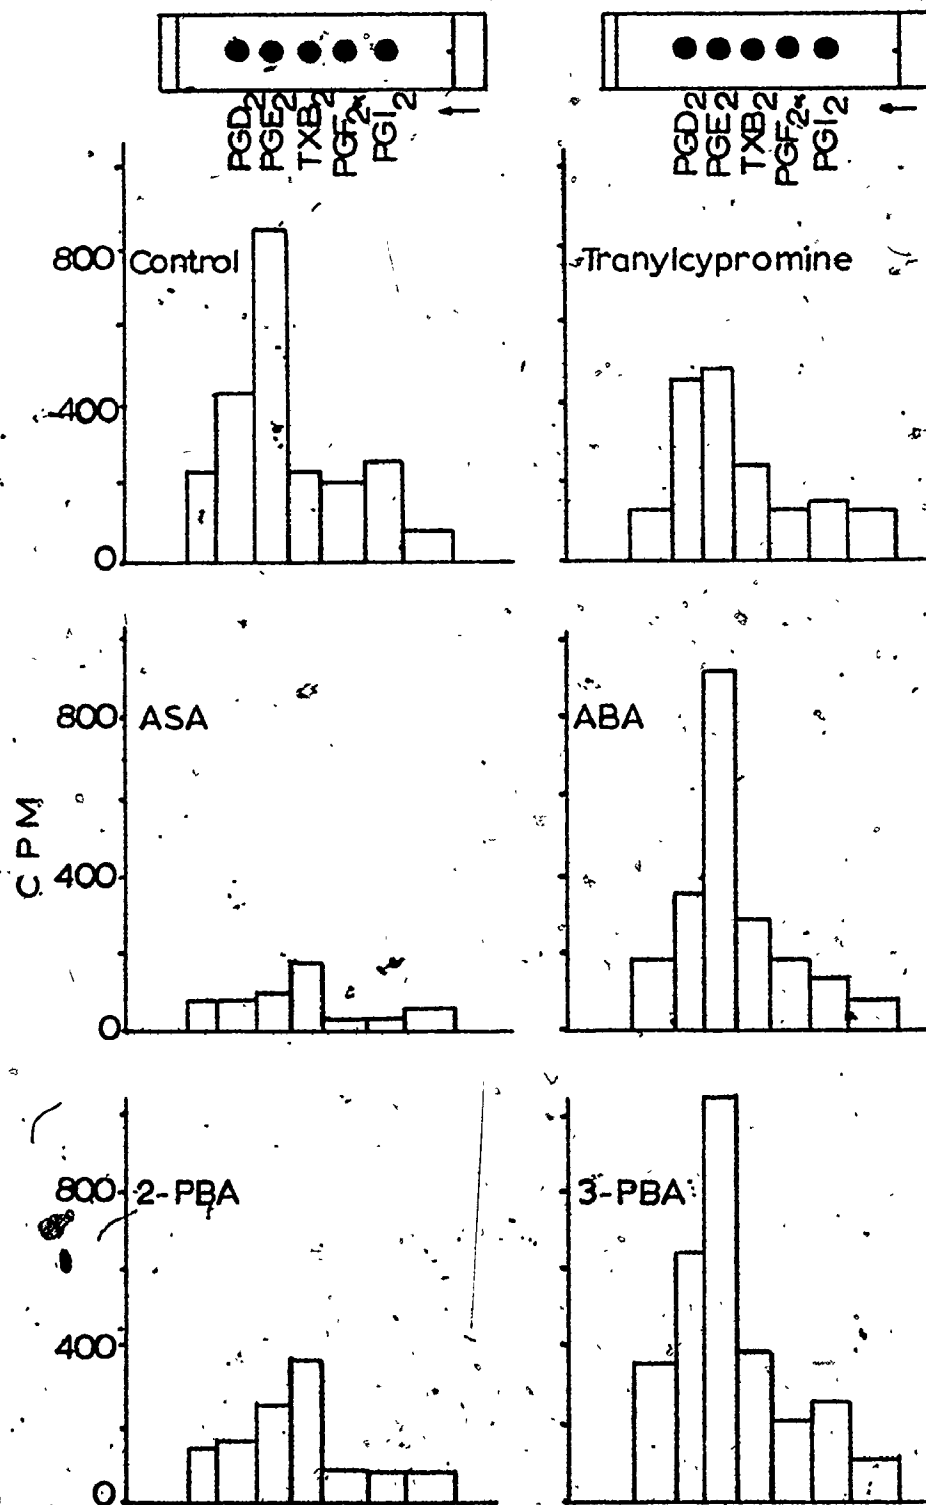 PGD2 PGE2 TXB2 PGF2α PGI2
PGD2 PGE2 TXB2 PGF2α PGI2
800 Control
400
0
Tranylcypromine
CPM
800 ASA
400
0
ABA
800 2-PBA
400
0
3-PBA